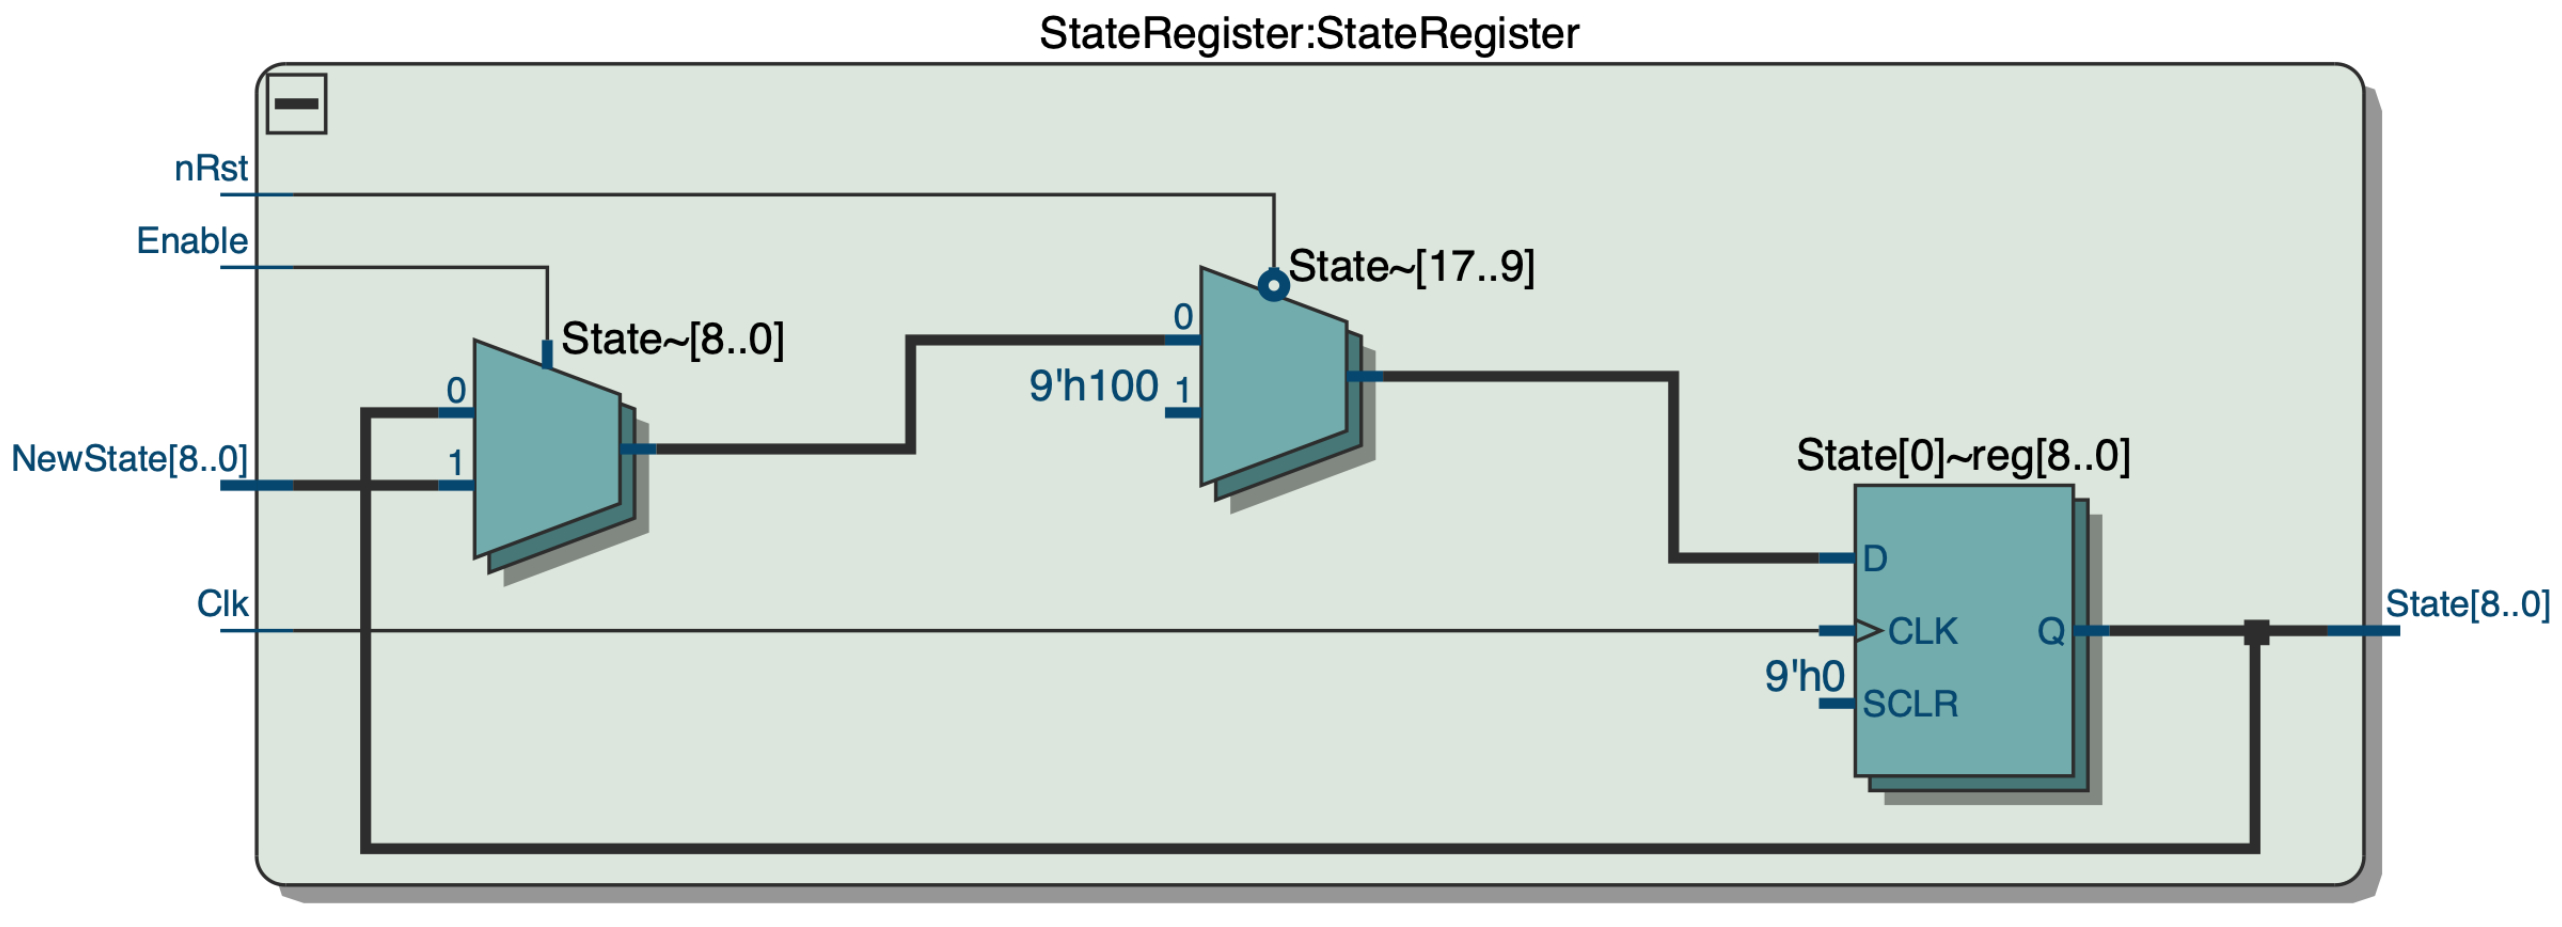 StateRegister:StateRegister
nRst
Enable
State~[17..9]
State~[8..0]
0
9'h100 1
0
1
NewState[8..0]
State[0]~reg[8..0]
D
Clk
CLK
Q
State[8..0]
9'h0
SCLR